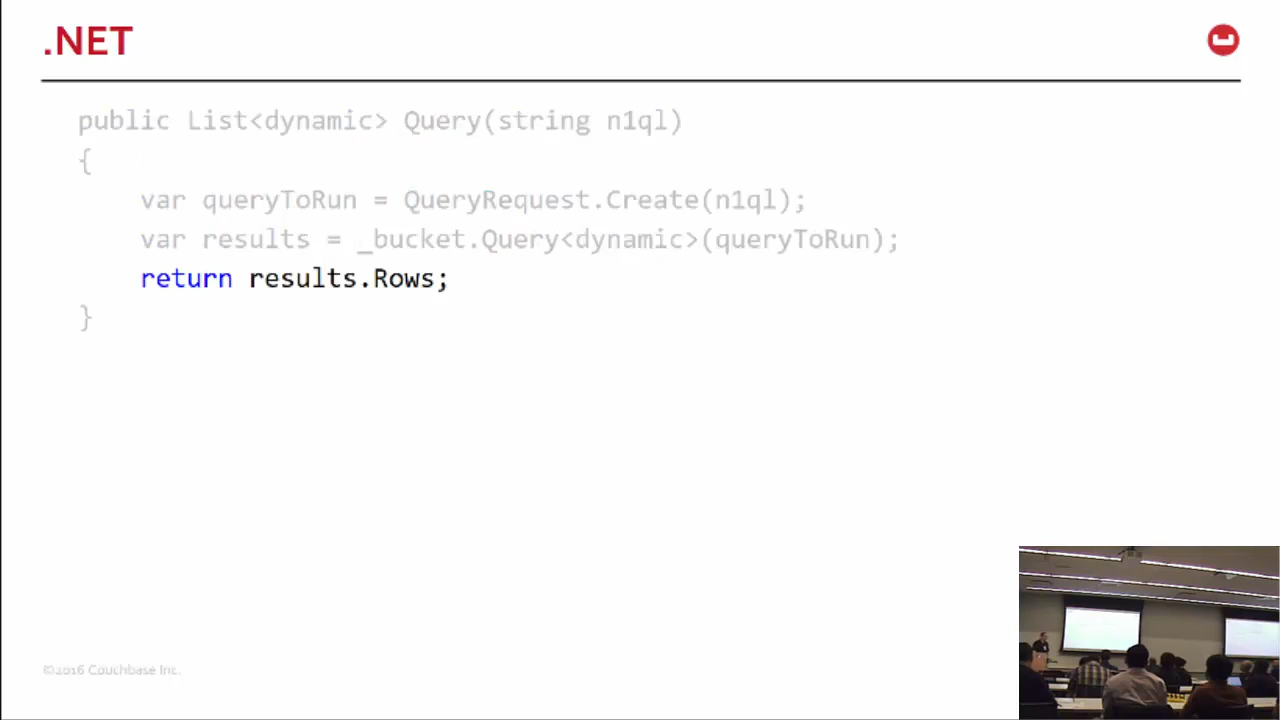 .NET
public List<dynamic> Query(string n1ql)
{
var queryToRun = QueryRequest.Create(n1ql);
var results = _bucket.Query<dynamic>(queryToRun);
return results.Rows;
}
©2016 Couchbase Inc.